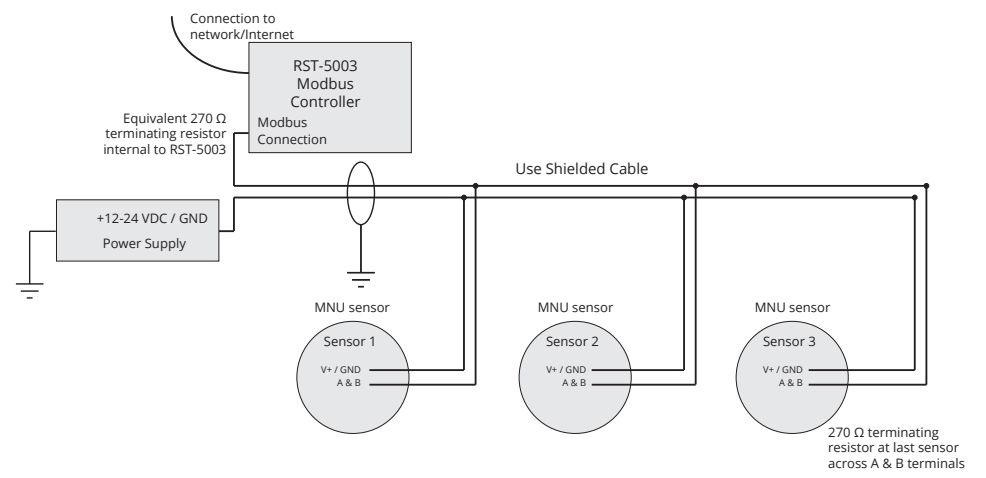 Connection to
network/Internet
RST-5003
Modbus
Controller
Modbus
Connection
Equivalent 270 Ω
terminating resistor
internal to RST-5003
Use Shielded Cable
+12-24 VDC / GND
Power Supply
MNU sensor
Sensor 1
V+ / GND
A & B
MNU sensor
Sensor 2
V+ / GND
A & B
MNU sensor
Sensor 3
V+ / GND
A & B
270 Ω terminating
resistor at last sensor
across A & B terminals